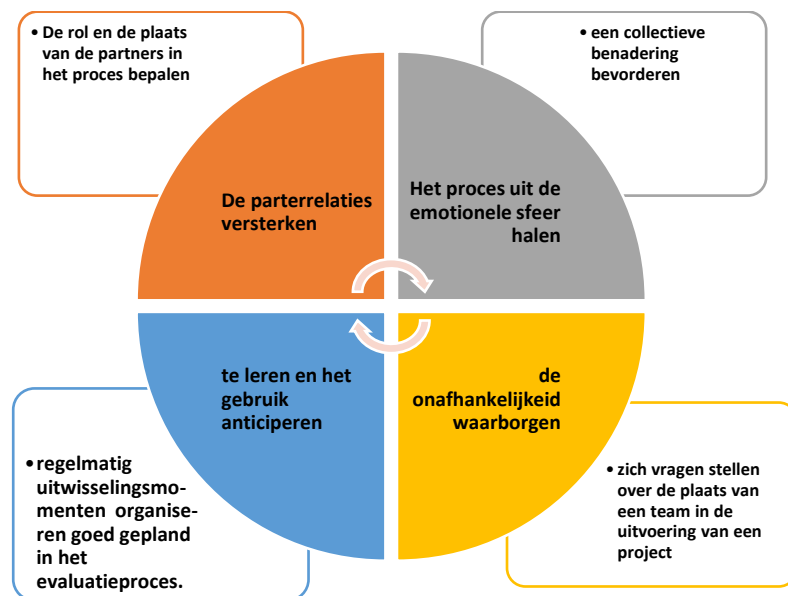 • De rol en de plaats
van de partners in
het proces bepalen
• een collectieve
benadering
bevorderen
De parterrelaties
versterken
Het proces uit de
emotionele sfeer
halen
te leren en het
gebruik
anticiperen
de
onafhankelijkeid
waarborgen
•regelmatig
uitwisselingsmo-
menten organise-
ren goed gepland
in het
evaluatieproces.
• zich vragen stellen
over de plaats van
een team in de
uitvoering van een
project